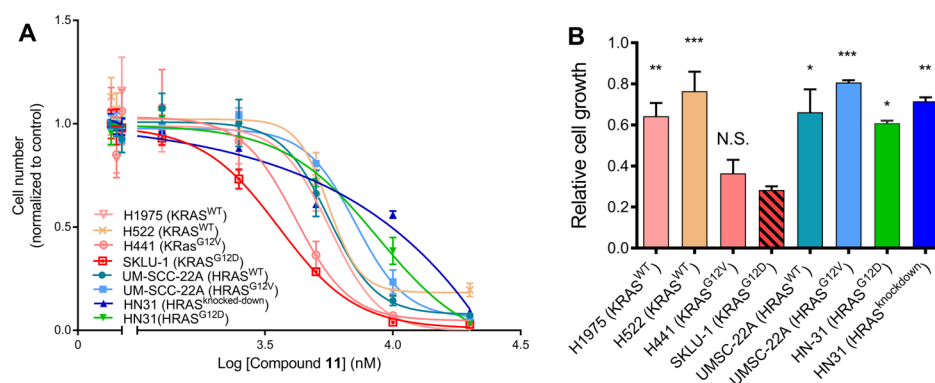 A
Cell number
(normalized to control)
1.5
1.0
0.5
0.0
H1975 (KRASWT)
H522 (KRASWT)
H441 (KRasG12V)
SKLU-1 (KRASG12D)
UM-SCC-22A (HRASWT)
UM-SCC-22A (HRASG12V)
HN31 (HRASknocked-down)
HN31(HRASG12D)
0 3.5 4.0 4.5
Log [Compound 11] (nM)
B
Relative cell growth
1.0
0.8
0.6
0.4
0.2
0.0
** *** N.S. * *** * **
H1975 (KRASWT)
H522 (KRASWT)
H441 (KRASG12V)
SKLU-1 (KRASG12D)
UMSC-22A (HRASWT)
UMSC-22A (HRASG12V)
HN-31 (HRASG12D)
HN31 (HRASknockdown)